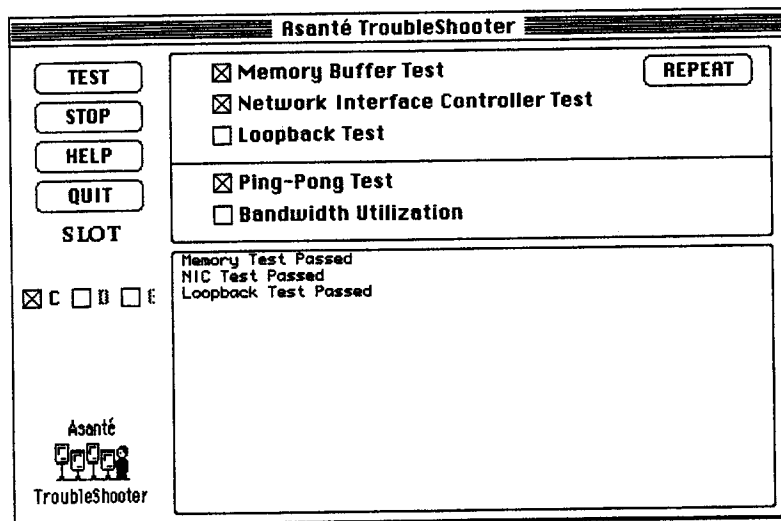 Asanté TroubleShooter
TEST
STOP
HELP
QUIT
SLOT
C D E
Asanté
TroubleShooter
Memory Buffer Test
REPEAT
Network Interface Controller Test
Loopback Test
Ping-Pong Test
Bandwidth Utilization
Memory Test Passed
NIC Test Passed
Loopback Test Passed